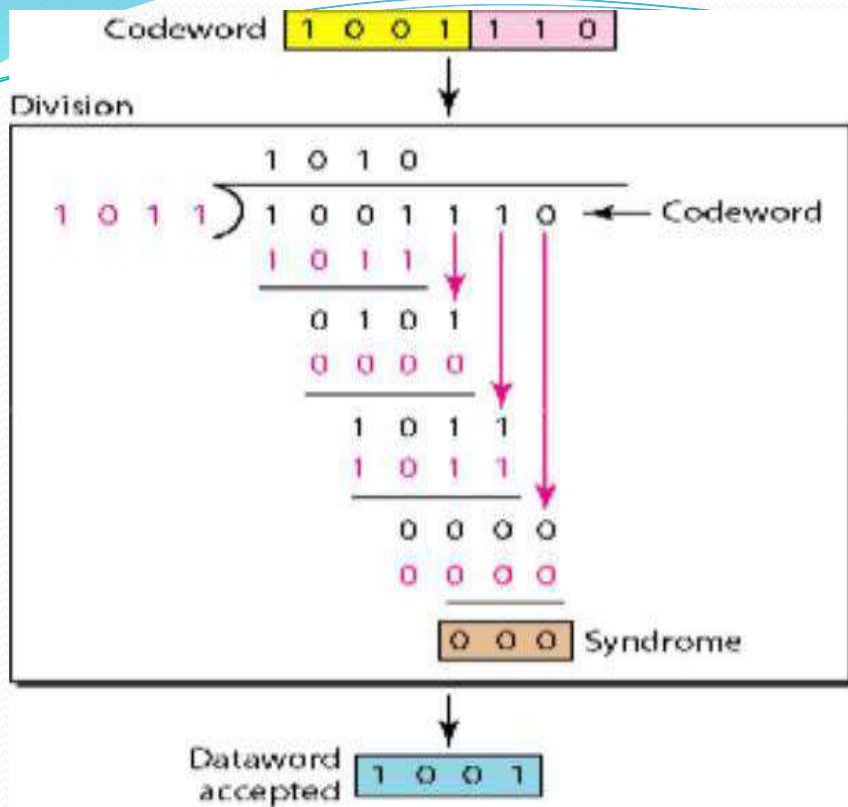 Codeword 1 0 0 1 1 1 0
Division
1 0 1 0
1 0 1 1 1 0 0 1 1 1 0 Codeword
1 0 1 1
0 1 0 1
0 0 0 0
1 0 1 1
1 0 1 1
0 0 0 0
0 0 0 0
0 0 0 Syndrome
Dataword
accepted 1 0 0 1